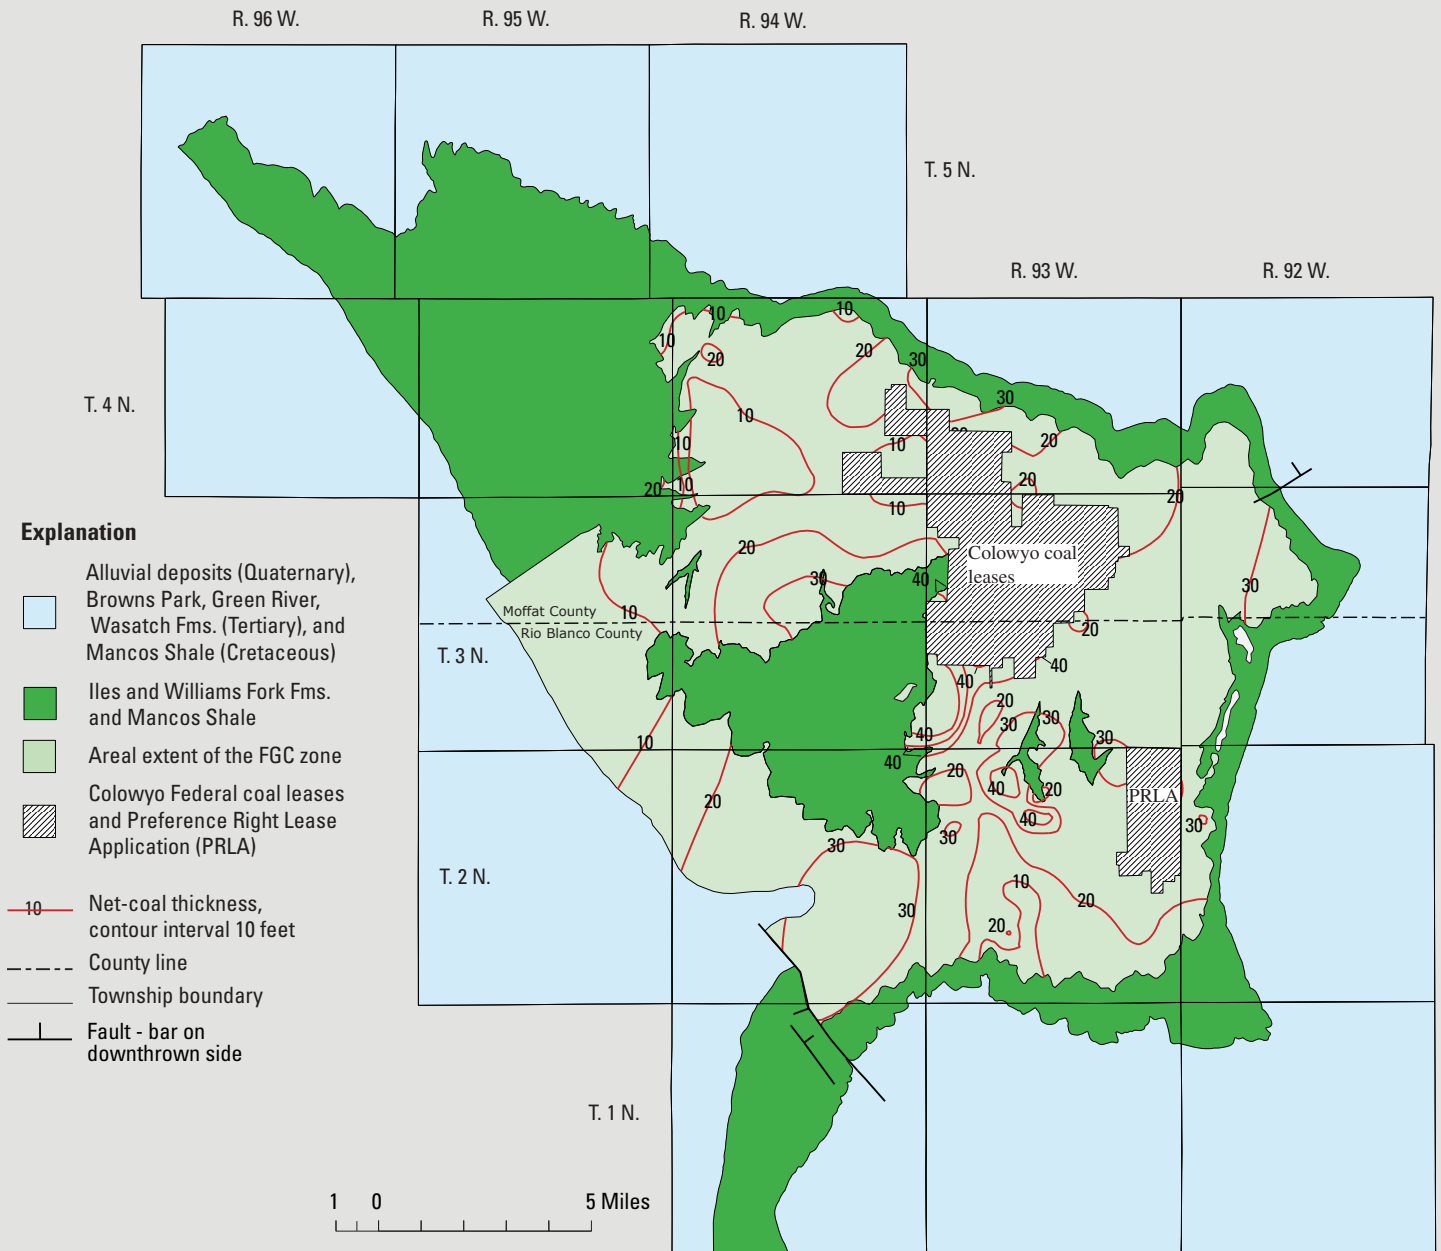 R. 96 W.
R. 95 W.
R. 94 W.
T. 5 N.
R. 93 W.
R. 92 W.
10
10
10
20
20
30
T. 4 N.
30
10
20
20
10
10
20
20
10
20
10
Explanation
Alluvial deposits (Quaternary),
Browns Park, Green River,
Wasatch Fms. (Tertiary), and
Mancos Shale (Cretaceous)
Iles and Williams Fork Fms.
and Mancos Shale
Areal extent of the FGC zone
Colowyo Federal coal leases
and Preference Right Lease
Application (PRLA)
10
Net-coal thickness,
contour interval 10 feet
County line
Township boundary
Fault - bar on
downthrown side
20
Colowyo coal
leases
30
40
30
Moffat County
10
Rio Blanco County
20
T. 3 N.
40
40
20
30
30
10
40
30
40
20
40
20
PRLA
20
40
30
30
30
T. 2 N.
10
20
30
20
T. 1 N.
1 0 5 Miles